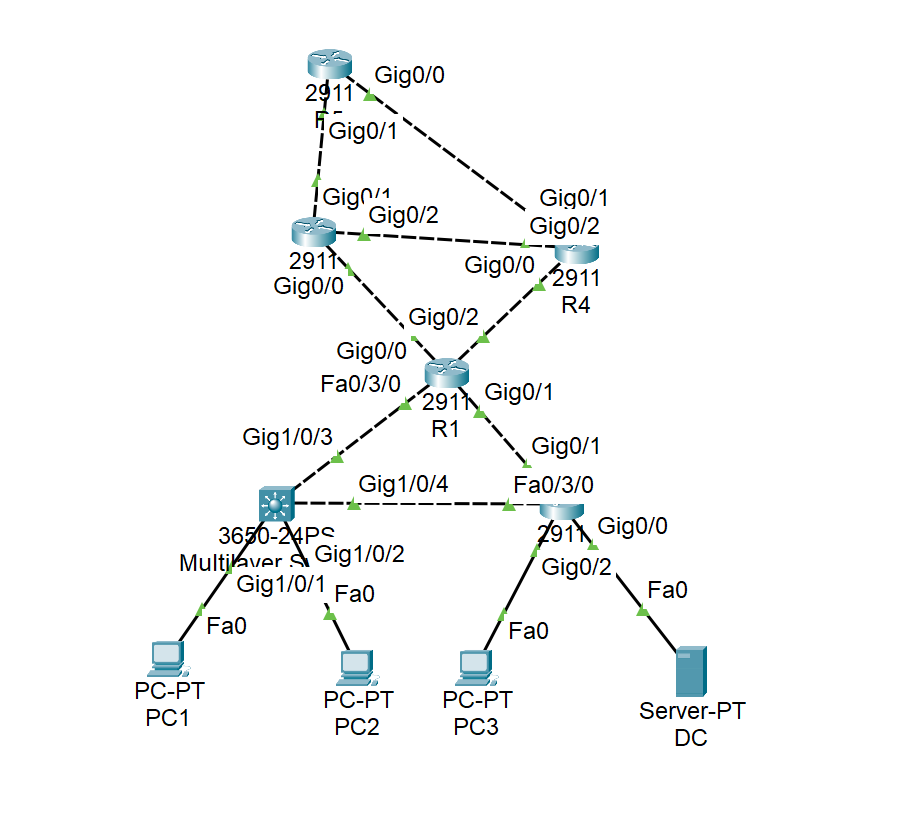 Gig0/0
2911
Gig0/1
Gig0/1
Gig0/1
Gig0/2
Gig0/2
2911
Gig0/0
Gig0/0
2911
R4
Gig0/2
Gig0/0
Fa0/3/0
2911
R1
Gig0/1
Gig1/0/3
Gig0/1
Gig1/0/4
Fa0/3/0
3650-24PS
2911
Gig0/0
Multilayer
Gig1/0/2
Gig0/2
Gig1/0/1
Fa0
Fa0
Fa0
Fa0
PC-PT
PC1
PC-PT
PC2
PC-PT
PC3
Server-PT
DC